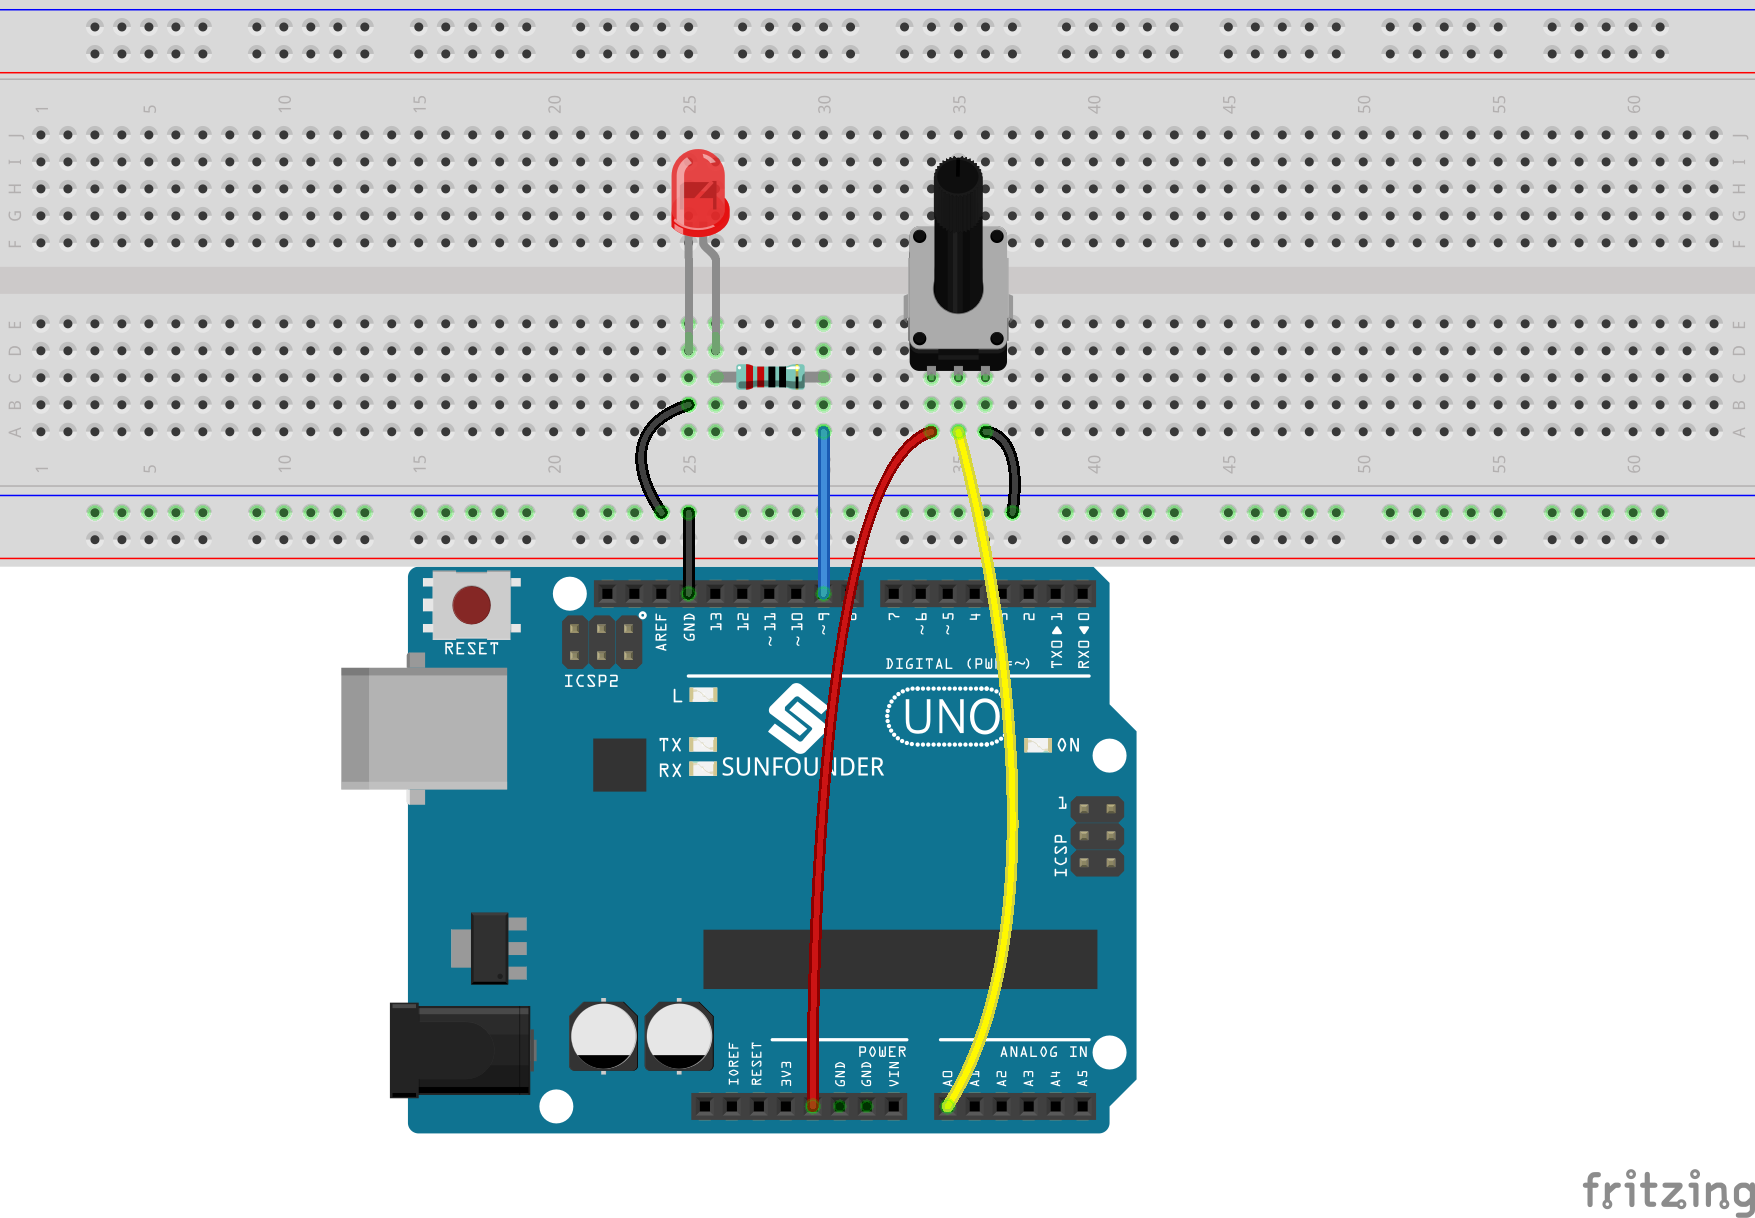 1 5 10 15 20 25 30 35 40 45 50 55 60
J J
I I
H H
G G
F F
E E
D D
C C
B B
A A
1 5 10 15 20 25 30 35 40 45 50 55 60
RESET
ICSP2
AREF GND 13 12 ~11 ~10 ~9 8 7 ~6 ~5 4 3 2 TX0▶1 RX0◀0
DIGITAL (PWM=~)
L
TX
RX
SUNFOUNDER
UNO
ON
1
ICSP
POWER
ANALOG IN
IOREF RESET 3V3 GND GND VIN A0 A1 A2 A3 A4 A5
fritzing